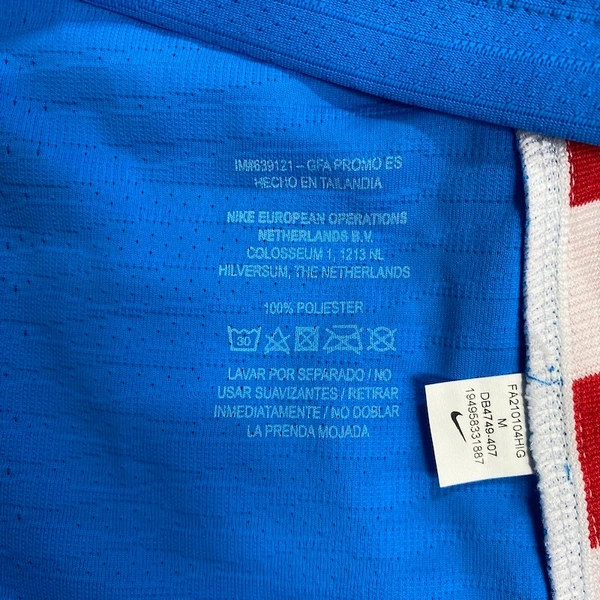 IM#639121 – GFA PROMO ES
HECHO EN TAILANDIA
NIKE EUROPEAN OPERATIONS
NETHERLANDS B.V.
COLOSSEUM 1, 1213 NL
HILVERSUM, THE NETHERLANDS
100% POLIESTER
30
LAVAR POR SEPARADO / NO
USAR SUAVIZANTES / RETIRAR
INMEDIATAMENTE / NO DOBLAR
LA PRENDA MOJADA
FA210104HIG
M
DB4749-407
194958331887